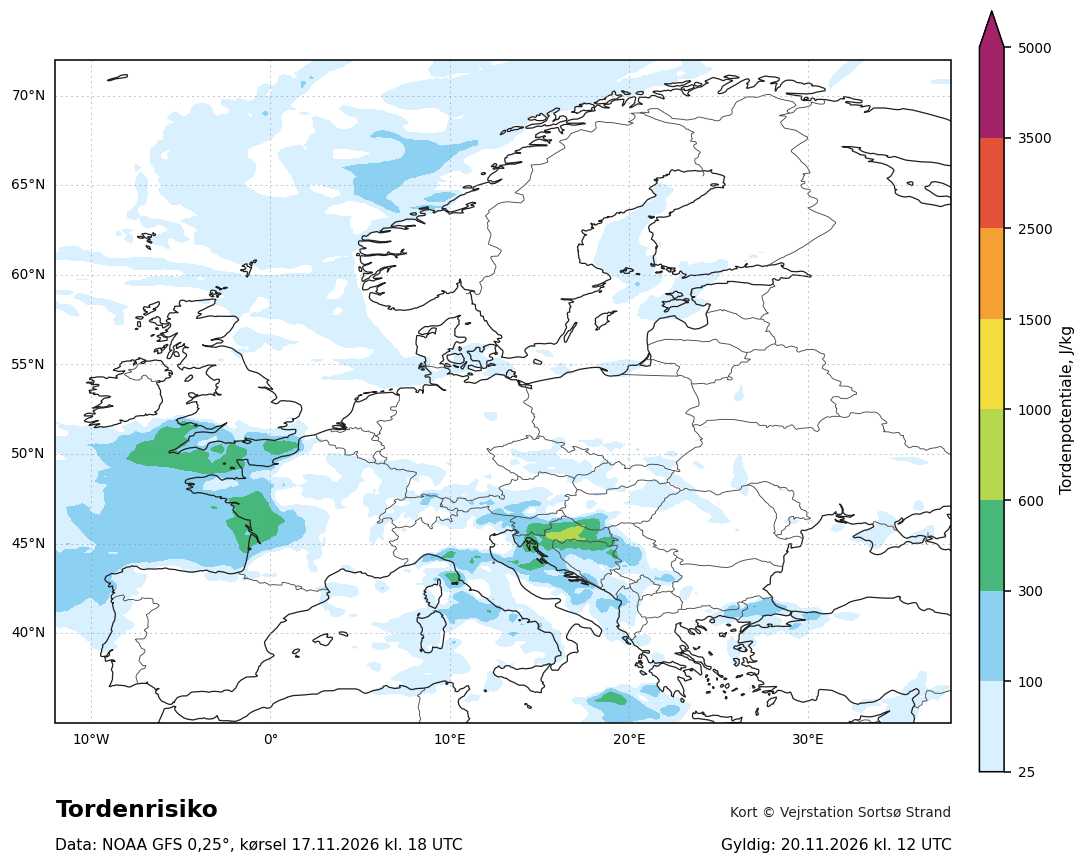 70°N
65°N
60°N
55°N
50°N
45°N
40°N
10°W
0°
10°E
20°E
30°E
5000
3500
2500
1500
1000
600
300
100
25
Tordenpotentiale, J/kg
Tordenrisiko
Kort © Vejrstation Sortsø Strand
Data: NOAA GFS 0,25°, kørsel 17.11.2026 kl. 18 UTC
Gyldig: 20.11.2026 kl. 12 UTC